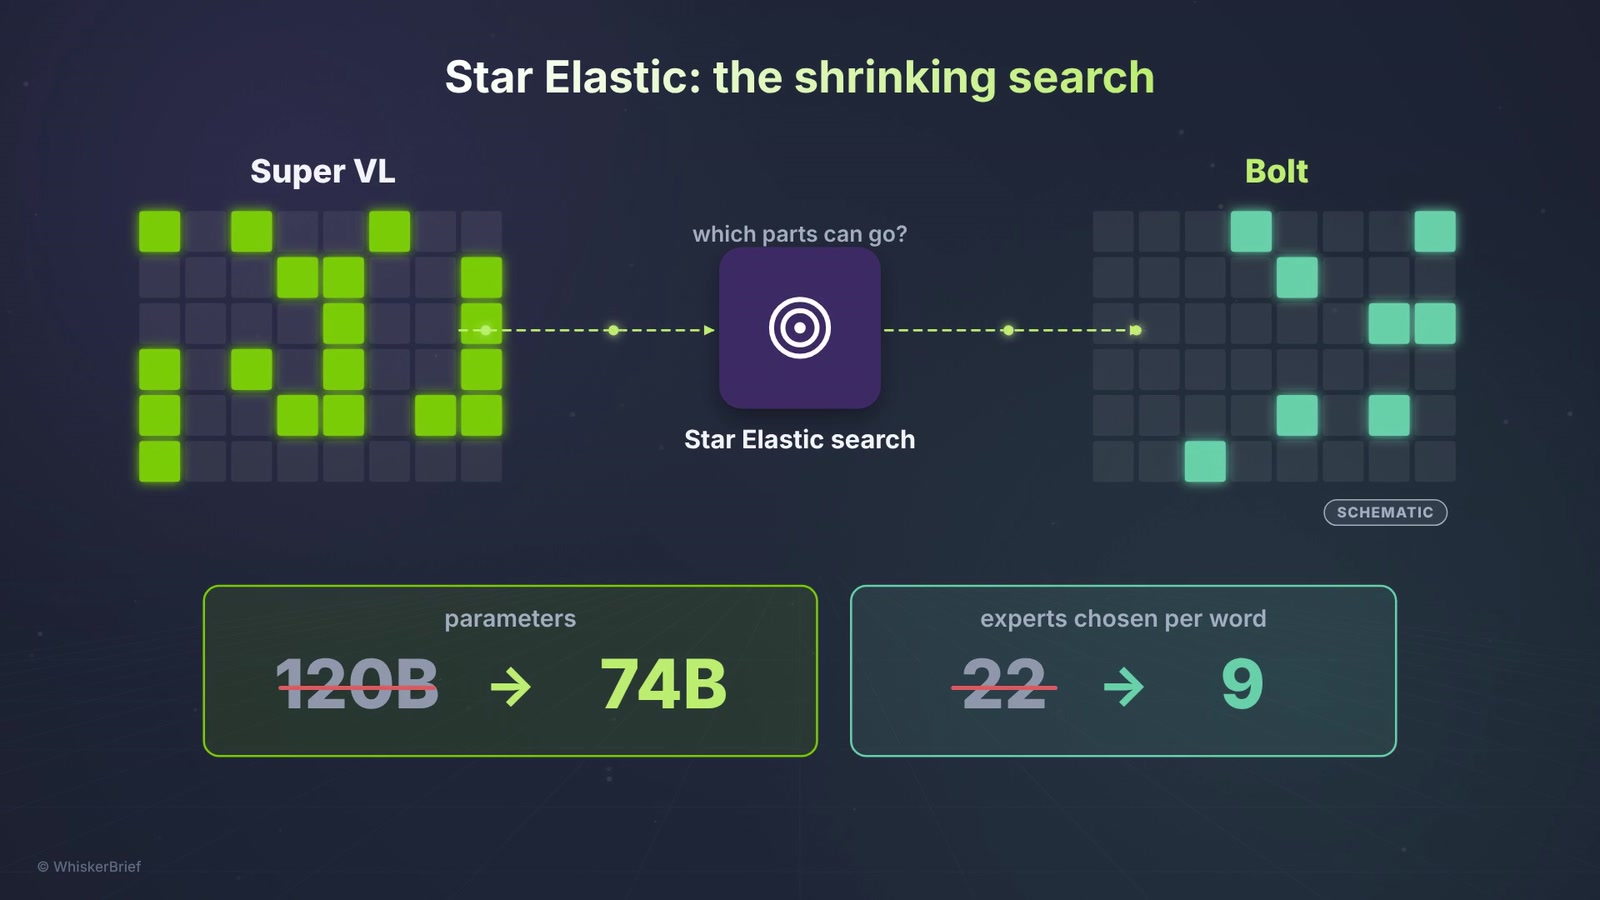 Star Elastic: the shrinking search
Super VL
Bolt
which parts can go?
Star Elastic search
SCHEMATIC
parameters
120B → 74B
experts chosen per word
22 → 9
© WhiskerBrief